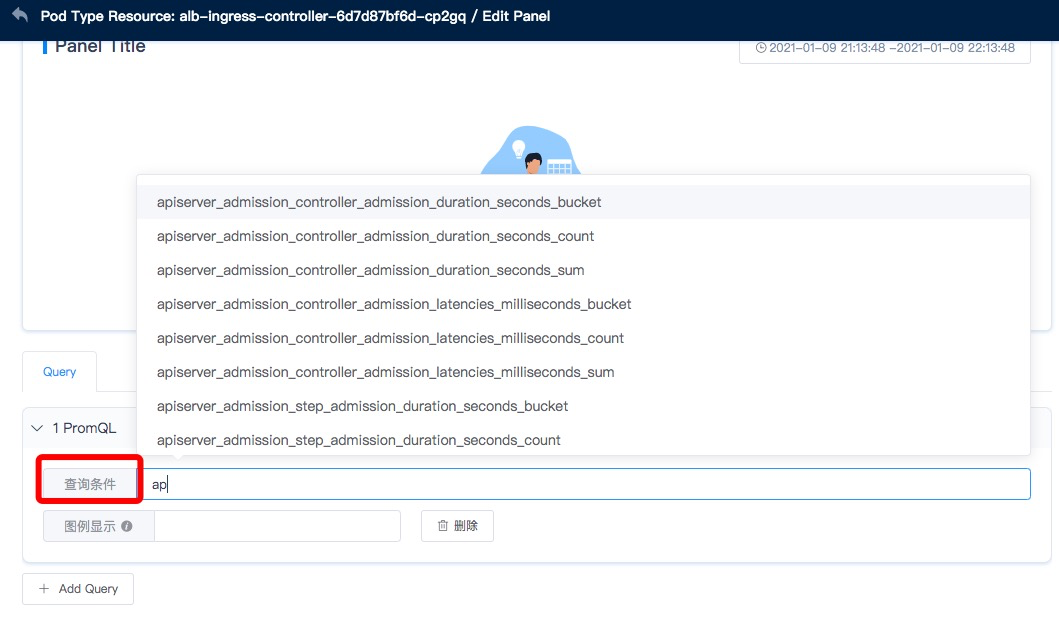 Pod Type Resource: alb-ingress-controller-6d7d87bf6d-cp2gq / Edit Panel
Panel Title
2021-01-09 21:13:48 -2021-01-09 22:13:48
apiserver_admission_controller_admission_duration_seconds_bucket
apiserver_admission_controller_admission_duration_seconds_count
apiserver_admission_controller_admission_duration_seconds_sum
apiserver_admission_controller_admission_latencies_milliseconds_bucket
apiserver_admission_controller_admission_latencies_milliseconds_count
apiserver_admission_controller_admission_latencies_milliseconds_sum
apiserver_admission_step_admission_duration_seconds_bucket
apiserver_admission_step_admission_duration_seconds_count
Query
1 PromQL
查询条件 ap
图例显示 删除
Add Query